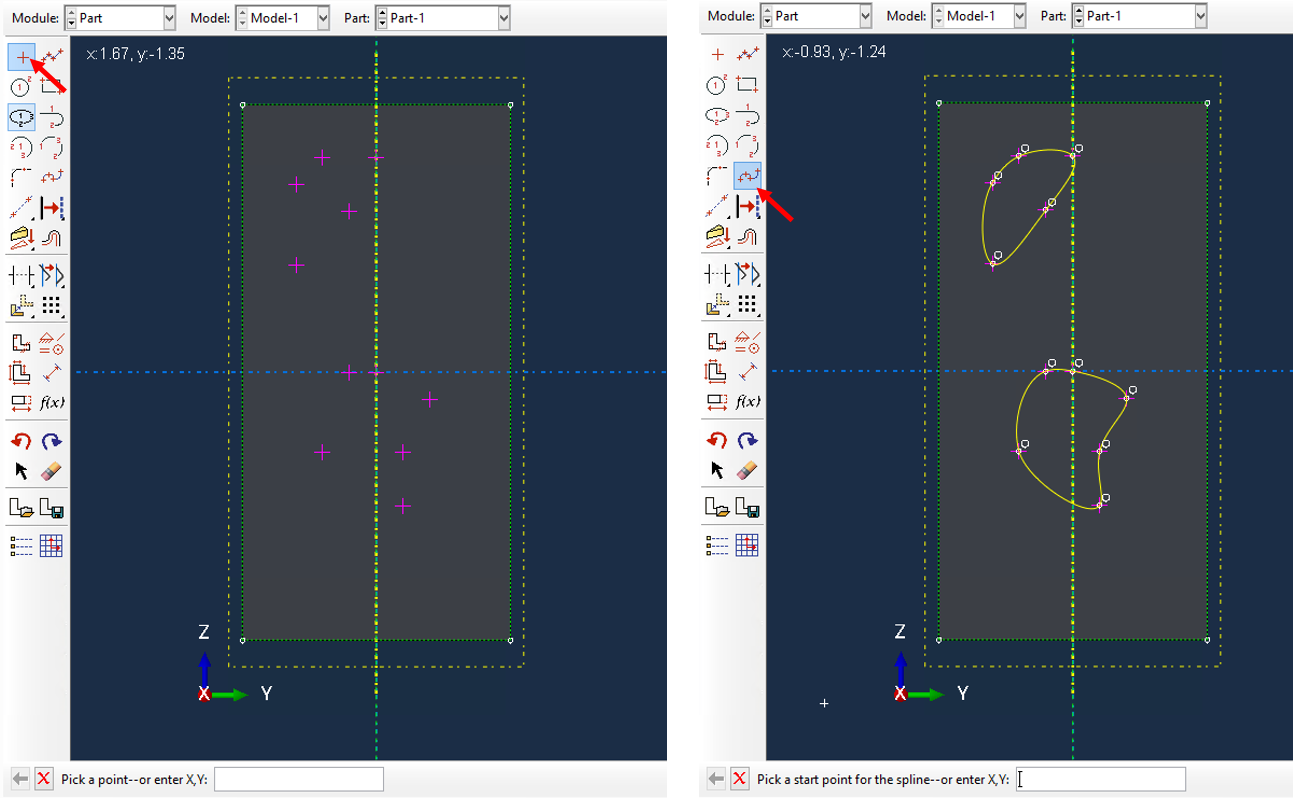 Module: Part Model: Model-1 Part: Part-1
x:1.67, y:-1.35
f(x)
Z
X Y
Pick a point--or enter X,Y:
Module: Part Model: Model-1 Part: Part-1
x:-0.93, y:-1.24
f(x)
Z
X Y
Pick a start point for the spline--or enter X,Y: